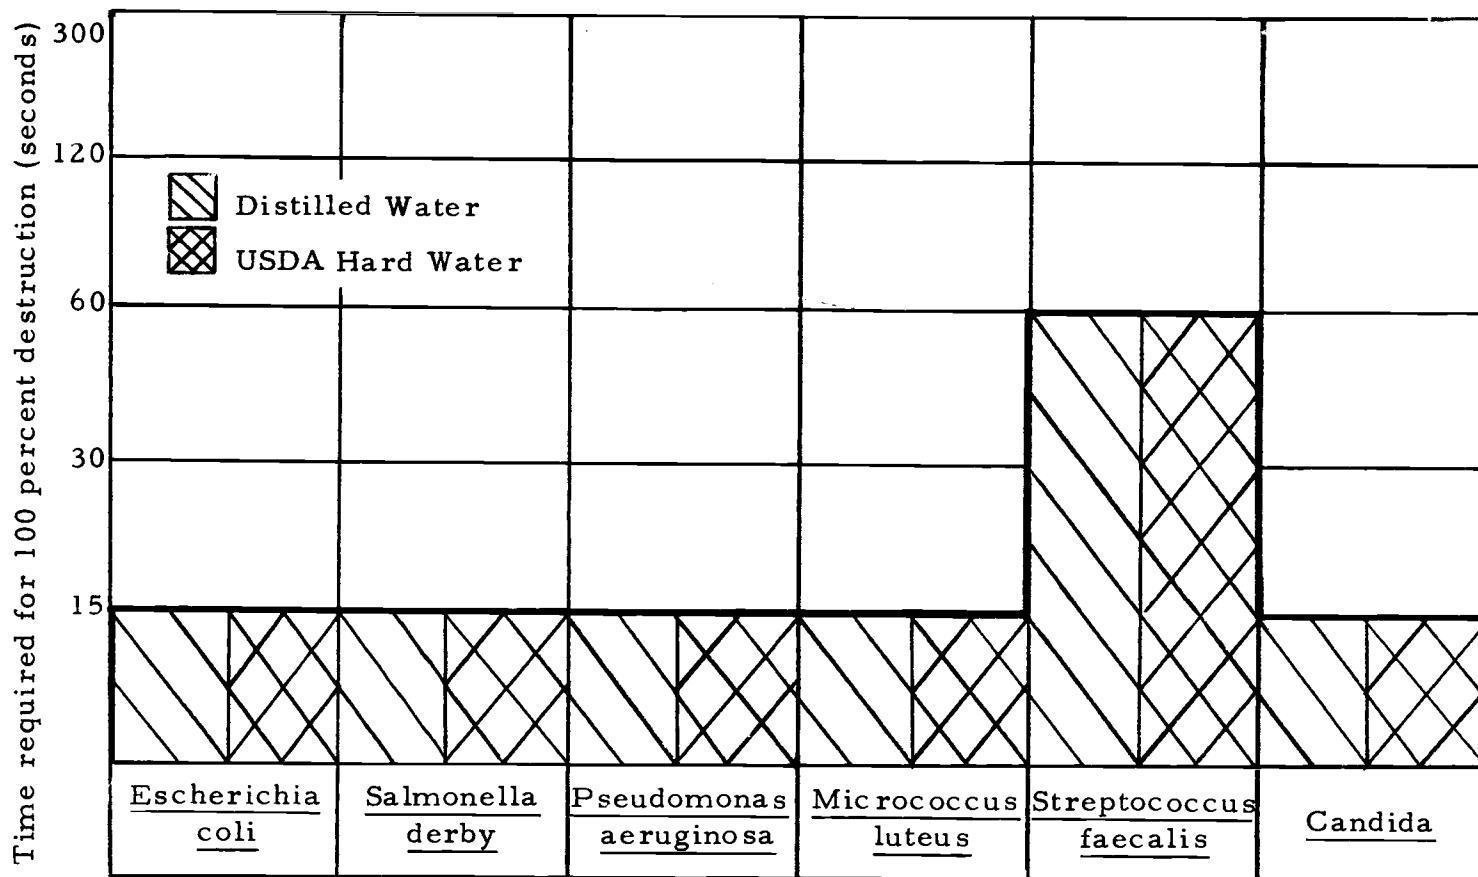 Time required for 100 percent destruction (seconds)
300
120
60
30
15
Distilled Water
USDA Hard Water
Escherichia
coli
Salmonella
derby
Pseudomonas
aeruginosa
Micrococcus
luteus
Streptococcus
faecalis
Candida